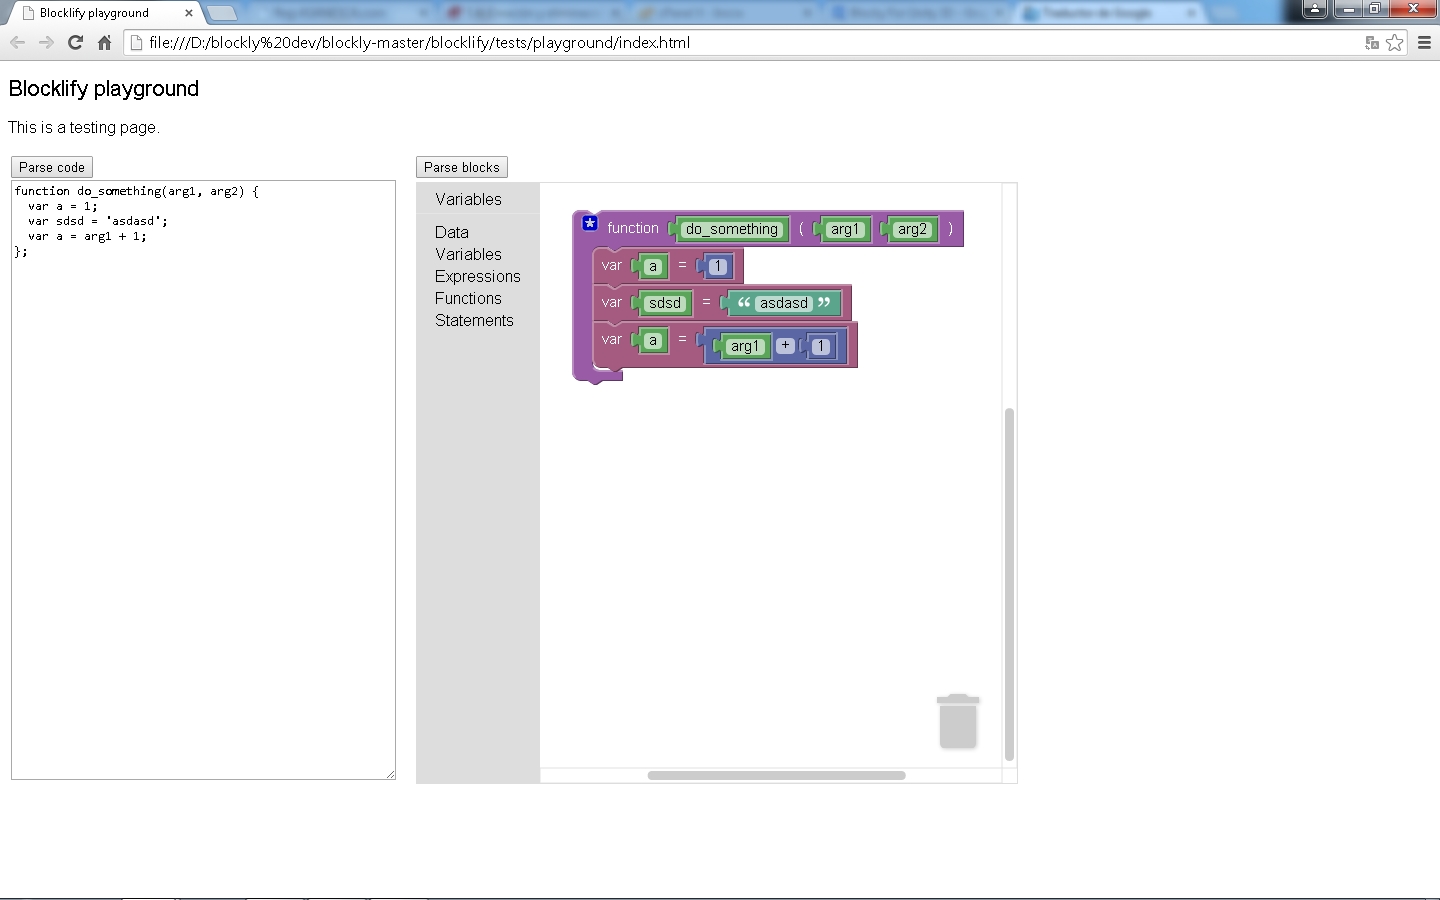 Blocklify playground
file:///D:/blockly%20dev/blockly-master/blocklify/tests/playground/index.html
Blocklify playground
This is a testing page.
Parse code
function do_something(arg1, arg2) {
  var a = 1;
  var sdsd = 'asdasd';
  var a = arg1 + 1;
};
Parse blocks
Variables
Data
Variables
Expressions
Functions
Statements
function do_something ( arg1 arg2 )
var a = 1
var sdsd = “ asdasd ”
var a = arg1 + 1